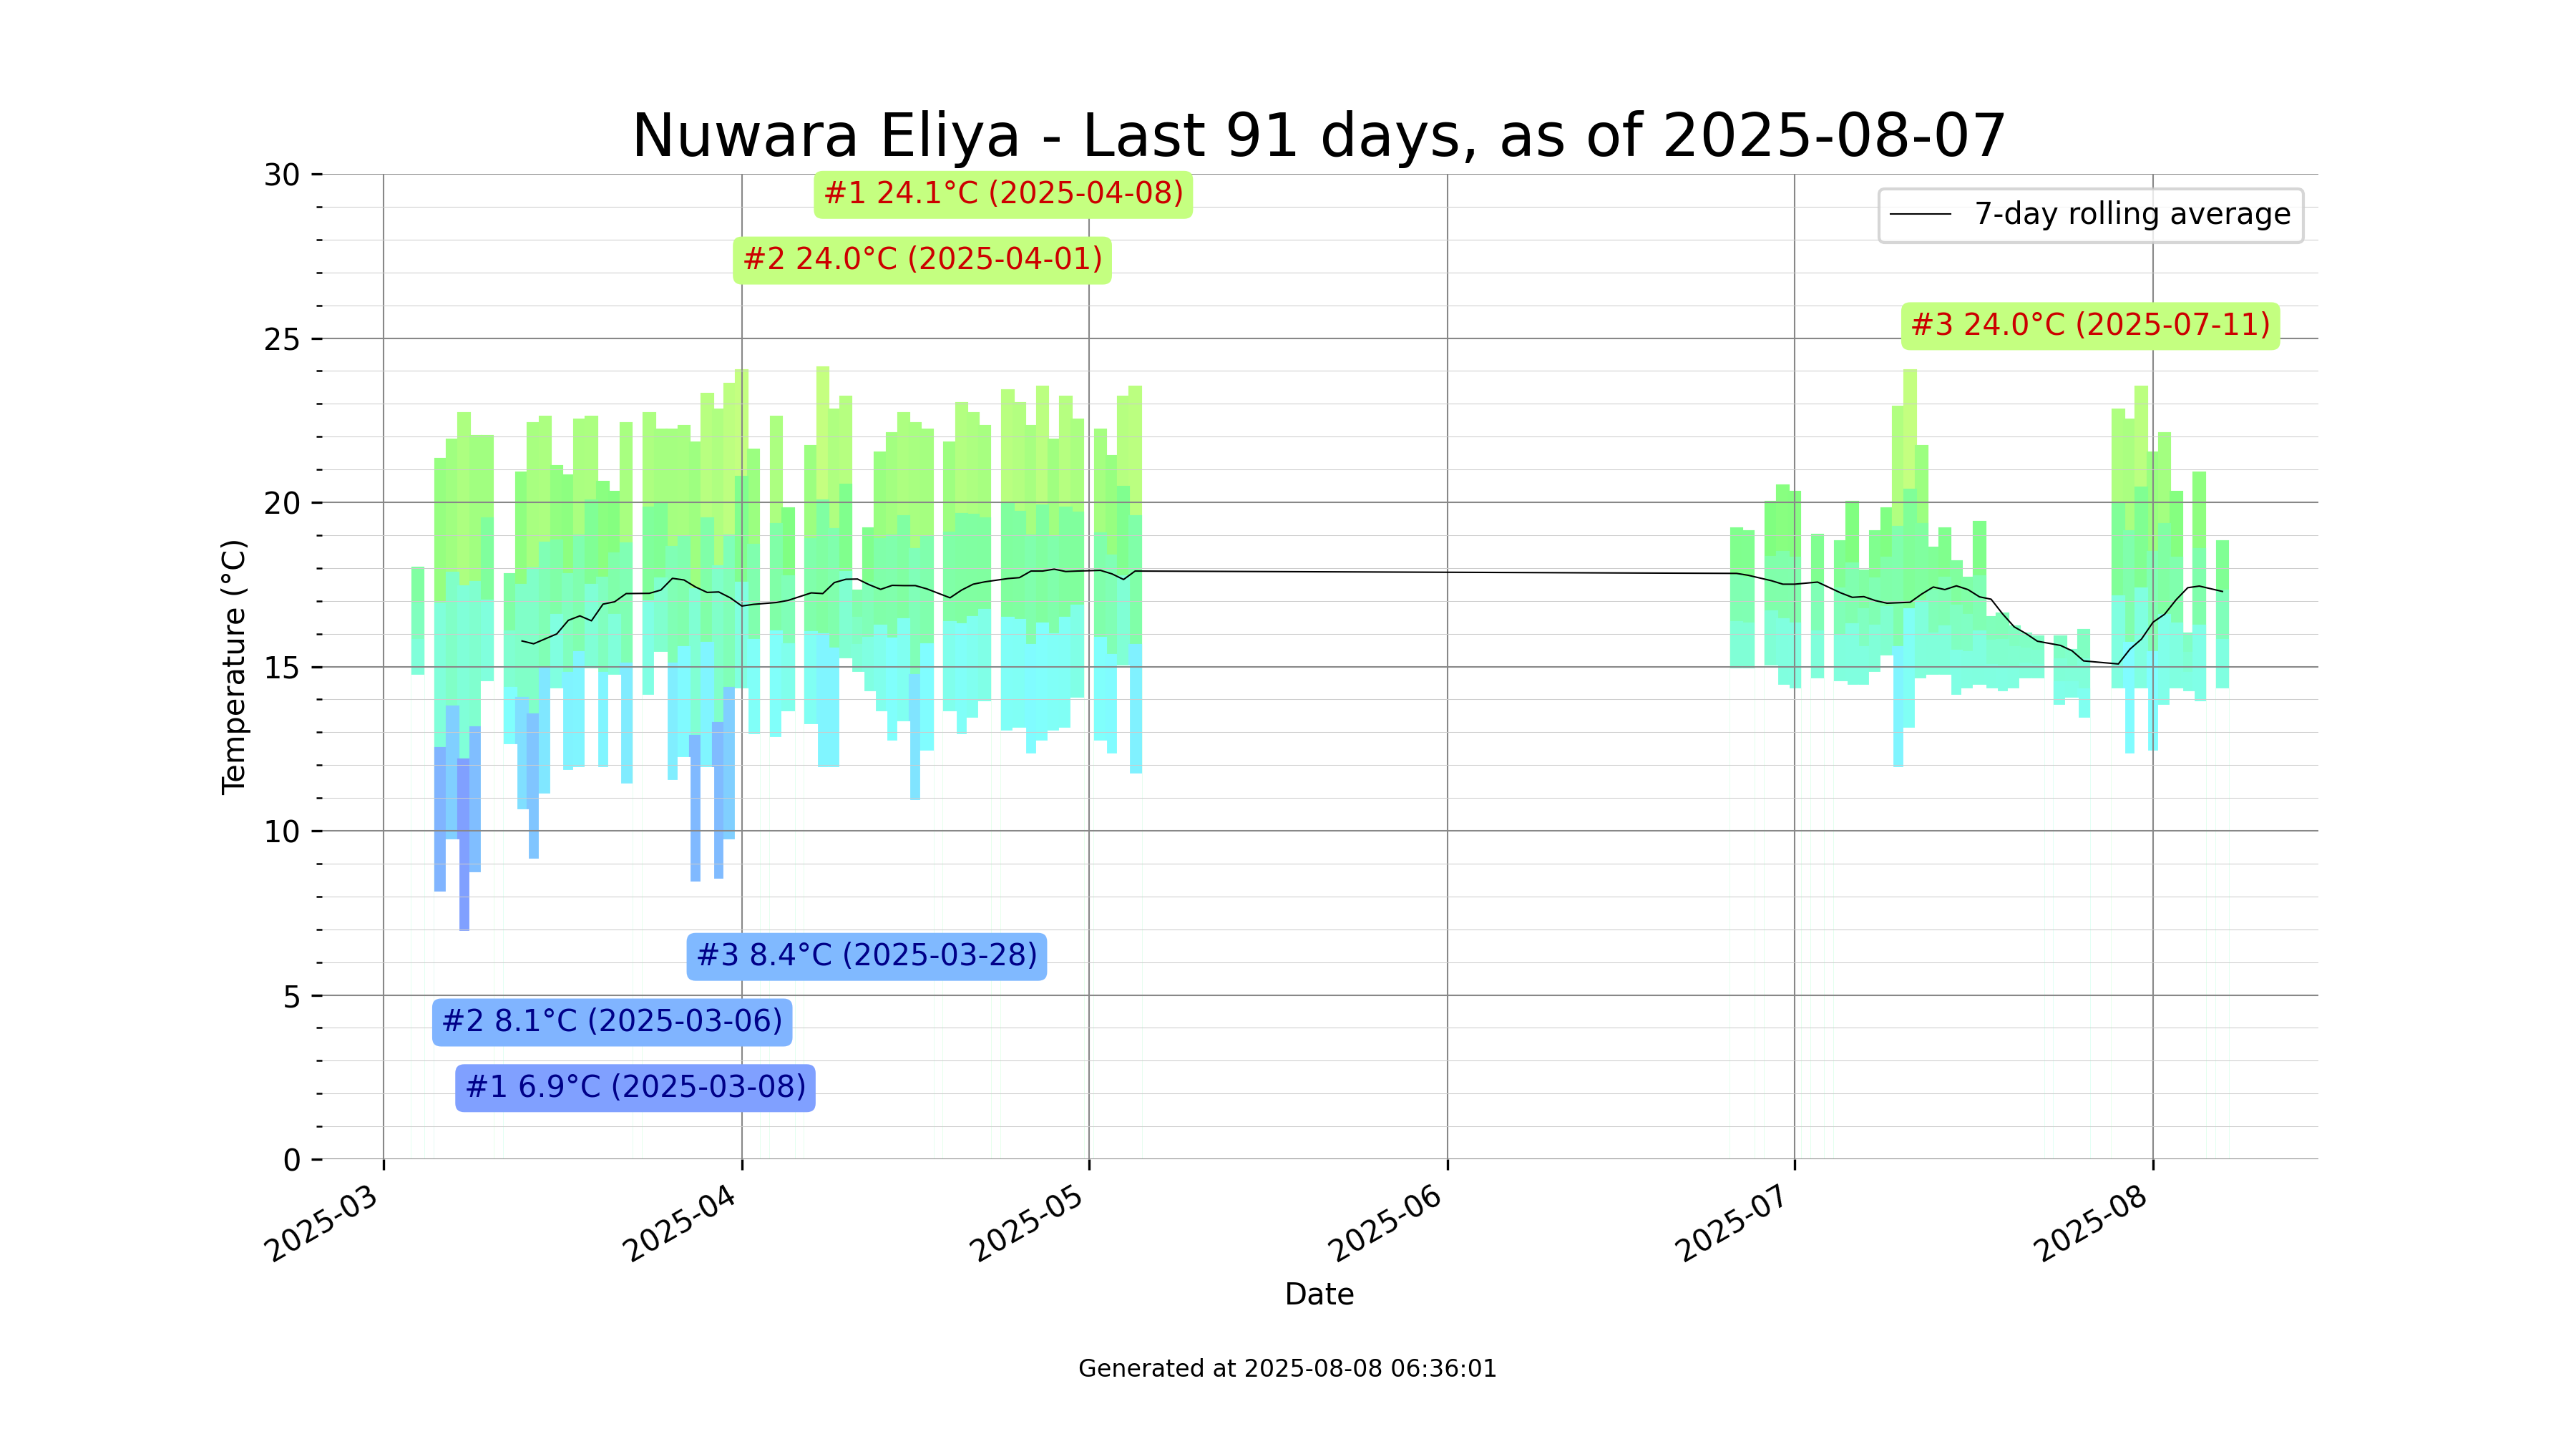 Nuwara Eliya - Last 91 days, as of 2025-08-07
30
#1 24.1°C (2025-04-08)
7-day rolling average
#2 24.0°C (2025-04-01)
#3 24.0°C (2025-07-11)
25
20
15
10
5
0
Temperature (°C)
#3 8.4°C (2025-03-28)
#2 8.1°C (2025-03-06)
#1 6.9°C (2025-03-08)
2025-03
2025-04
2025-05
2025-06
2025-07
2025-08
Date
Generated at 2025-08-08 06:36:01